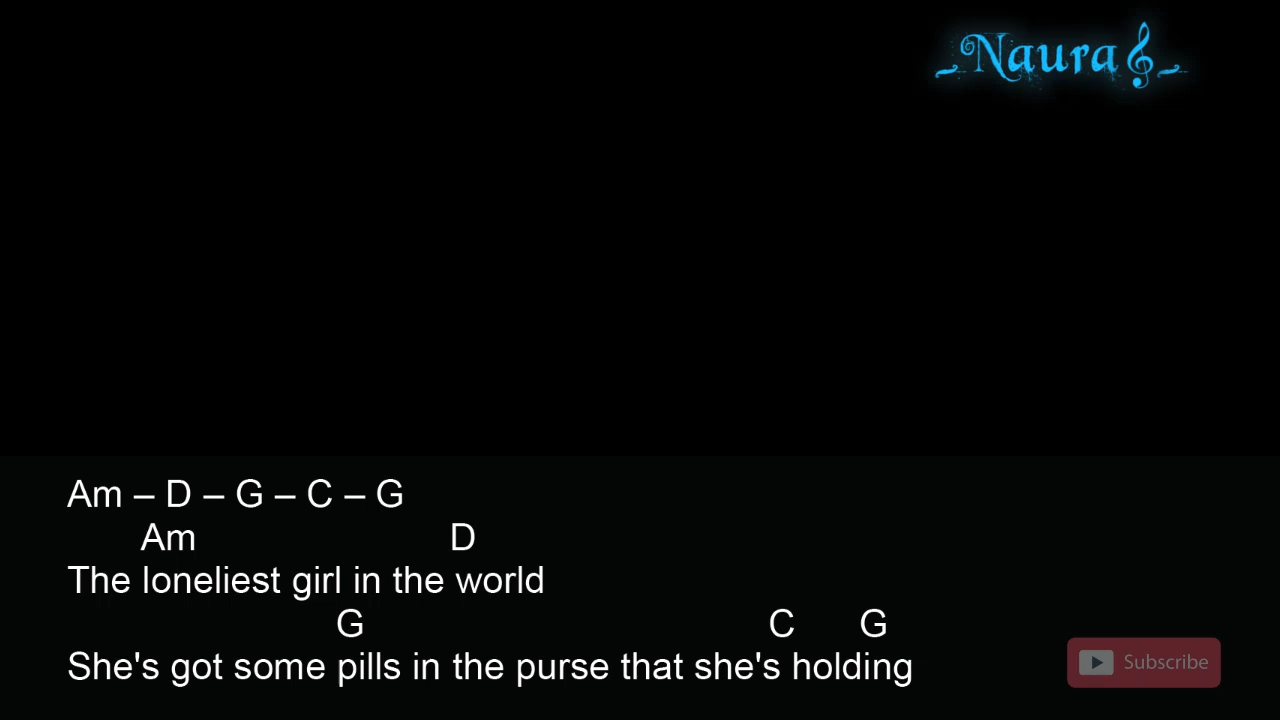 Naura
Am – D – G – C – G
Am D
The loneliest girl in the world
G C G
She's got some pills in the purse that she's holding
Subscribe